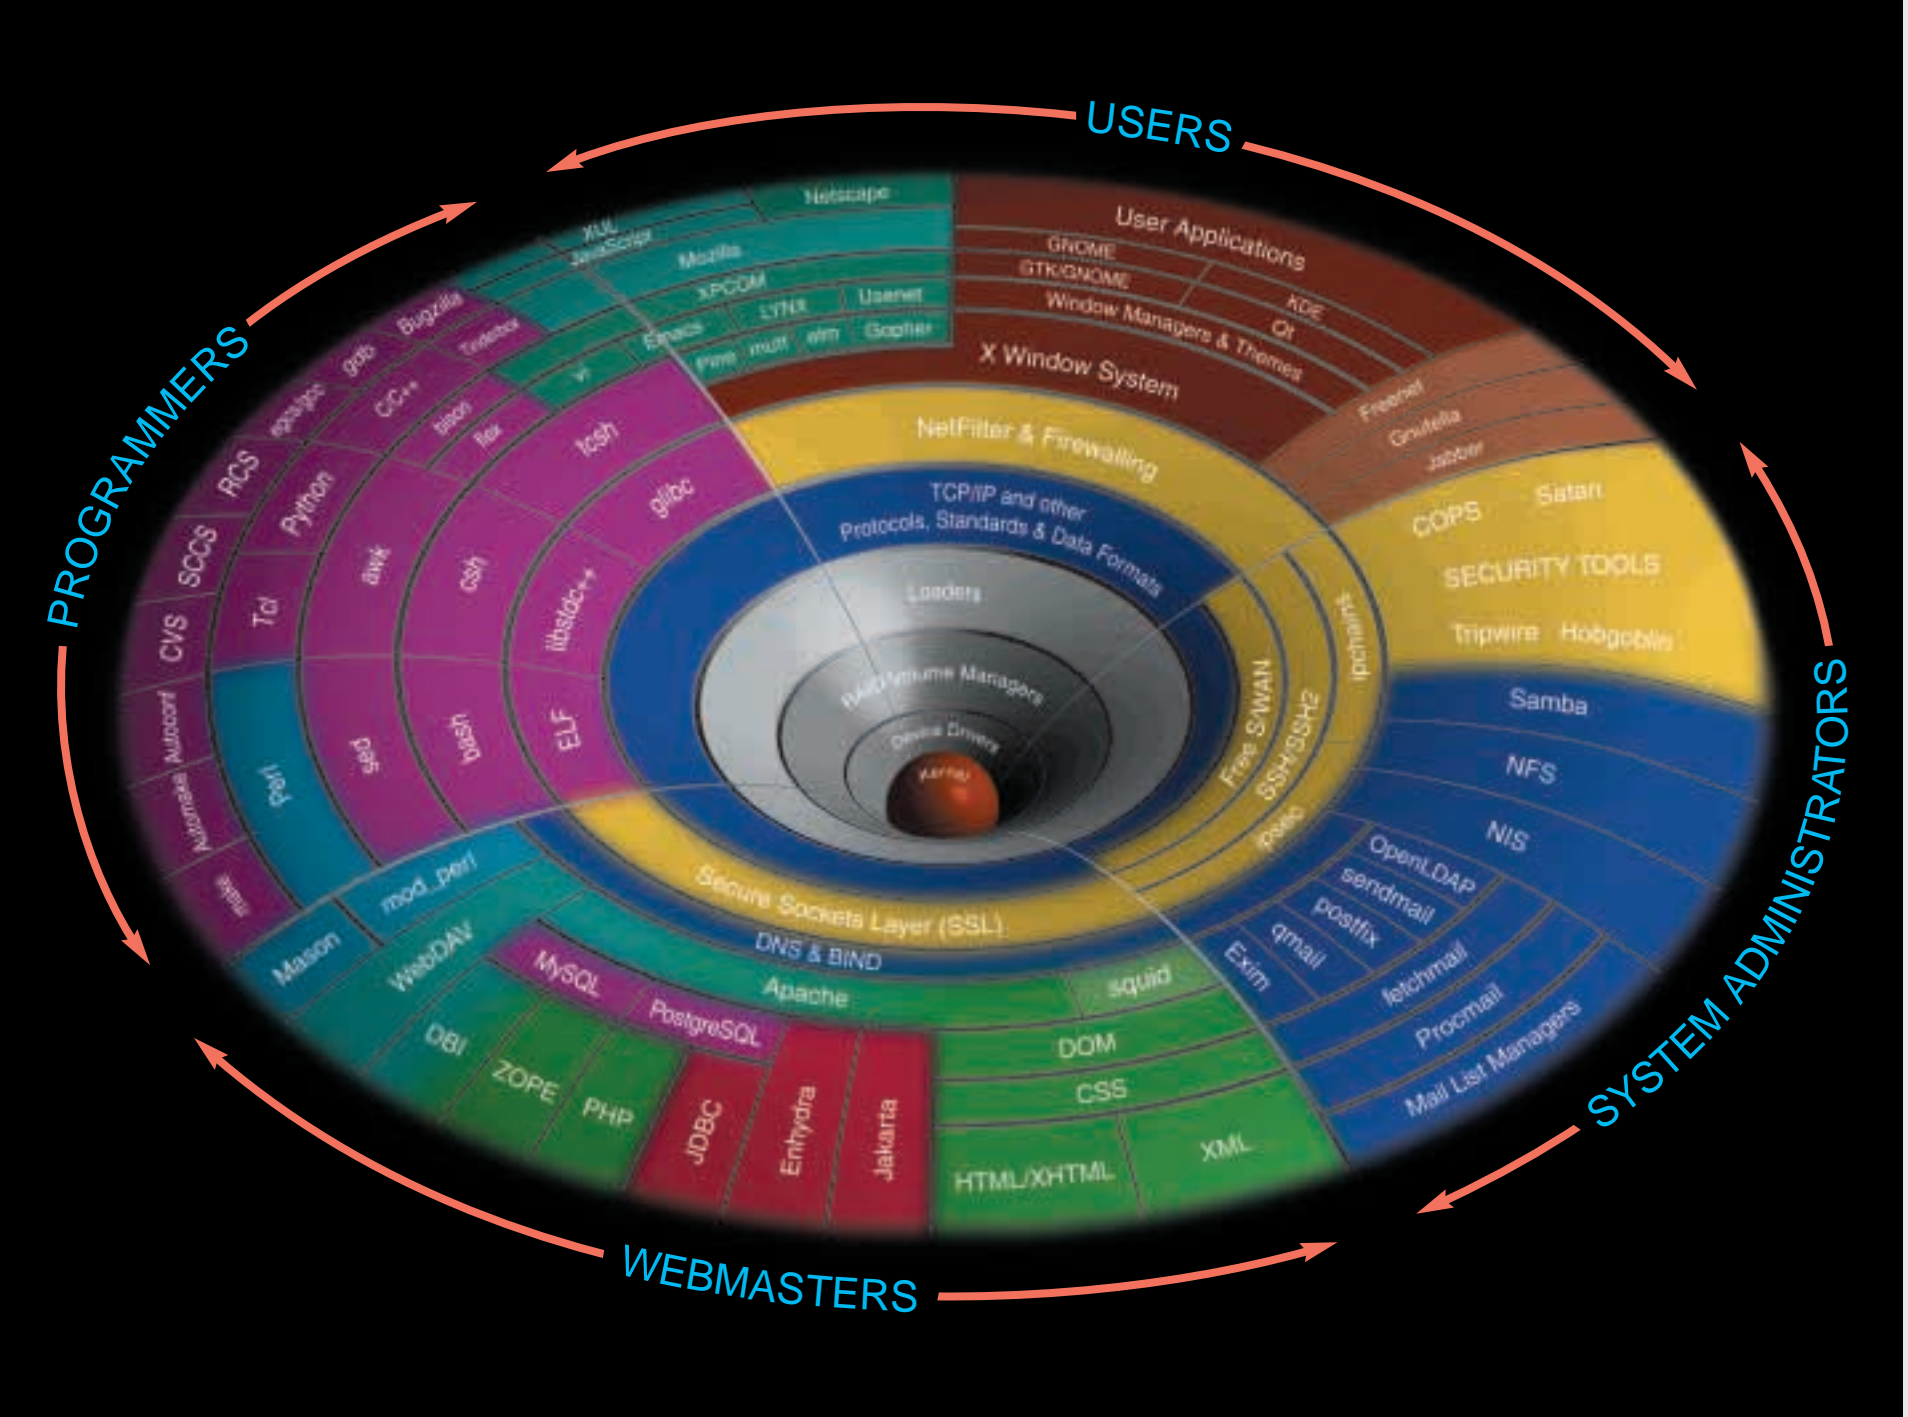 USERS
Netscape
XUL
JavaScript
Mozilla
XPCOM
Emacs
LYNX
Usenet
vi
Pine
mutt
elm
Gopher
User Applications
GNOME
KDE
GTK/GNOME
Qt
Window Managers & Themes
X Window System
Freenet
Gnutella
Jabber
NetFilter & Firewalling
TCP/IP and other
Protocols, Standards & Data Formats
Loaders
RAID Volume Managers
Device Drivers
Kernel
PROGRAMMERS
Bugzilla
gdb
egcs/gcc
C/C++
bison
flex
tcsh
glibc
RCS
Python
SCCS
Tcl
awk
csh
libstdc++
CVS
Autoconf
Automake
make
Perl
sed
bash
ELF
COPS
Satan
SECURITY TOOLS
Tripwire Hobgoblin
ipchains
Free S/WAN
SSH/SSH2
ipsec
SYSTEM ADMINISTRATORS
Samba
NFS
NIS
OpenLDAP
sendmail
postfix
qmail
Exim
fetchmail
Procmail
Mail List Managers
Secure Sockets Layer (SSL)
DNS & BIND
mod_perl
Mason
WebDAV
Apache
squid
MySQL
PostgreSQL
DBI
ZOPE
PHP
JDBC
Enhydra
Jakarta
DOM
CSS
HTML/XHTML
XML
WEBMASTERS